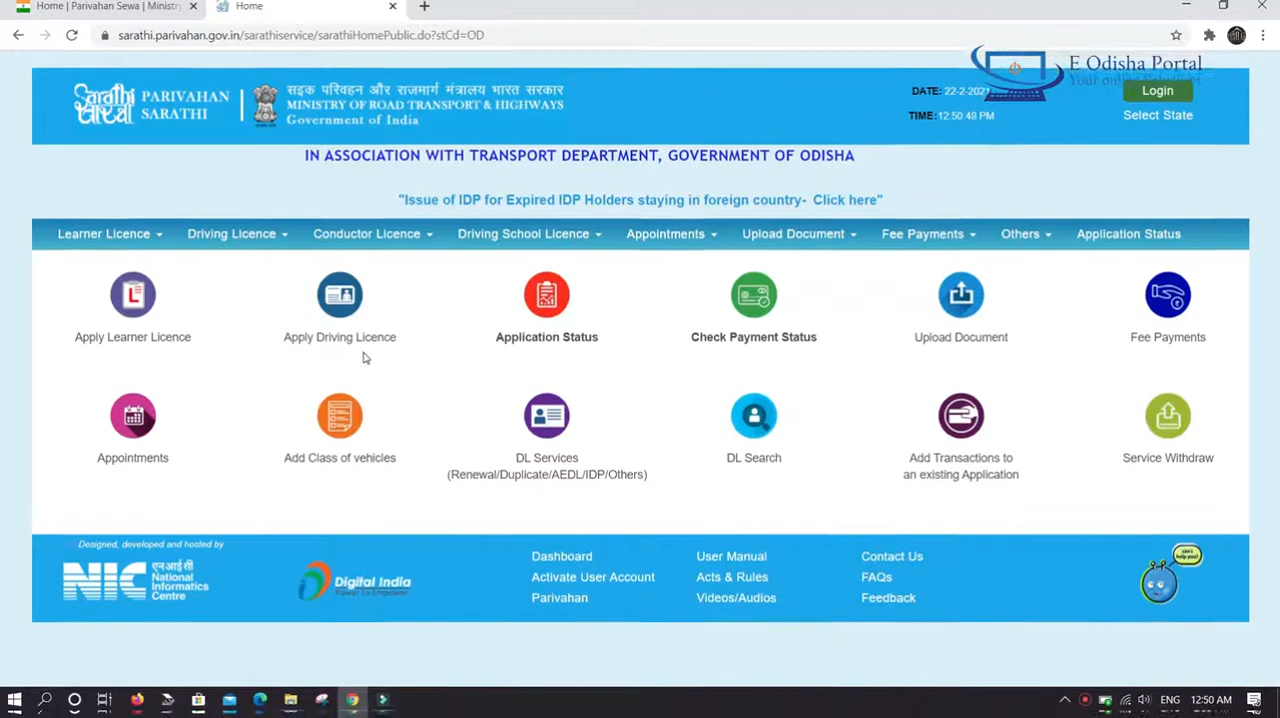 Home | Parivahan Sewa | Ministry
Home
sarathi.parivahan.gov.in/sarathiservice/sarathiHomePublic.do?stCd=OD
E Odisha Portal
Your online
सारथी PARIVAHAN SARATHI
सड़क परिवहन और राजमार्ग मंत्रालय भारत सरकार
MINISTRY OF ROAD TRANSPORT & HIGHWAYS
Government of India
DATE: 22-2-2021
Login
TIME:12:50.48 PM
Select State
IN ASSOCIATION WITH TRANSPORT DEPARTMENT, GOVERNMENT OF ODISHA
"Issue of IDP for Expired IDP Holders staying in foreign country- Click here"
Learner Licence Driving Licence Conductor Licence Driving School Licence Appointments Upload Document Fee Payments Others Application Status
L
Apply Learner Licence Apply Driving Licence Application Status Check Payment Status Upload Document Fee Payments
Appointments Add Class of vehicles DL Services DL Search Add Transactions to Service Withdraw
(Renewal/Duplicate/AEDL/IDP/Others) an existing Application
Designed, developed and hosted by
NIC एनआईसी
National
Informatics
Centre
Digital India
Power To Empower
Dashboard User Manual Contact Us
Activate User Account Acts & Rules FAQs
Parivahan Videos/Audios Feedback
can I
help you?
ENG 12:50 AM